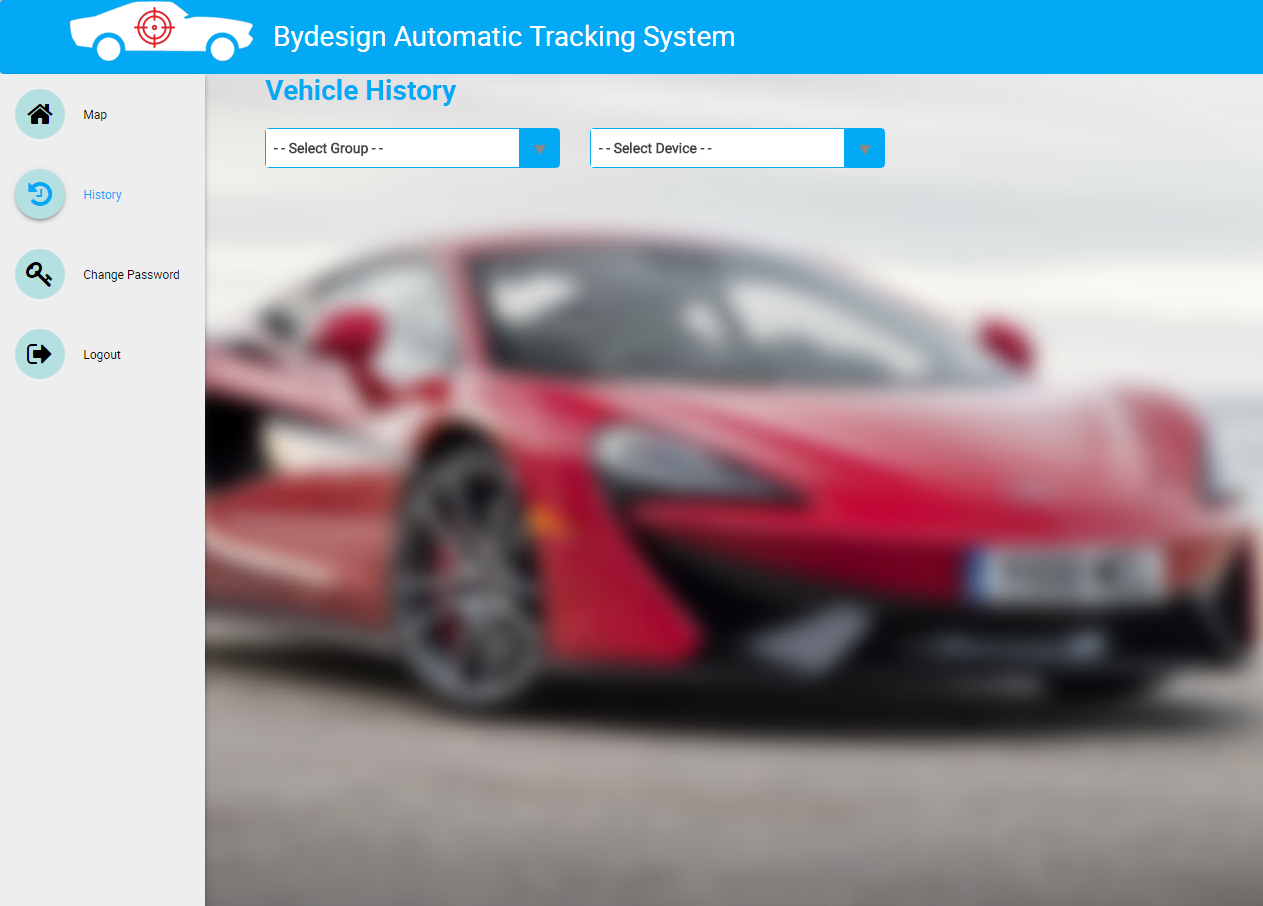 Bydesign Automatic Tracking System
Map
History
Change Password
Logout
Vehicle History
- - Select Group - -
- - Select Device - -